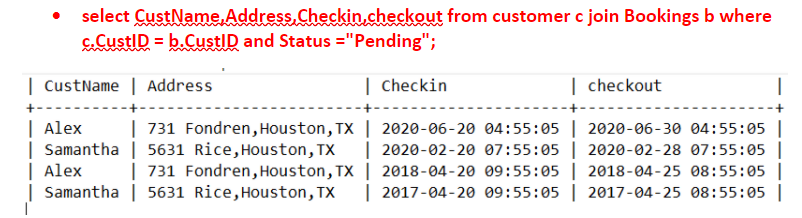 • select CustName,Address,Checkin,checkout from customer c join Bookings b where
c.CustID = b.CustID and Status ="Pending";
| CustName | Address | Checkin | checkout |
+----------+-----------------------+---------------------+---------------------+
| Alex | 731 Fondren,Houston,TX | 2020-06-20 04:55:05 | 2020-06-30 04:55:05 |
| Samantha | 5631 Rice,Houston,TX | 2020-02-20 07:55:05 | 2020-02-28 07:55:05 |
| Alex | 731 Fondren,Houston,TX | 2018-04-20 09:55:05 | 2018-04-25 08:55:05 |
| Samantha | 5631 Rice,Houston,TX | 2017-04-20 09:55:05 | 2017-04-25 08:55:05 |